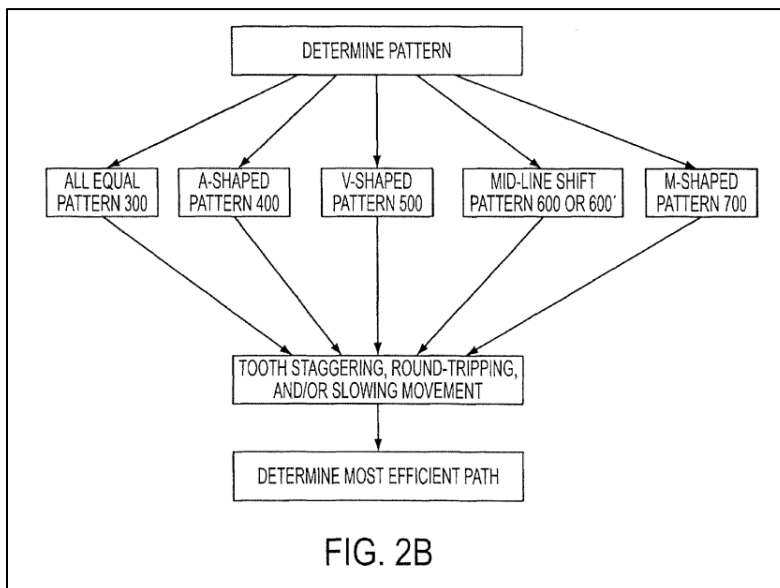 DETERMINE PATTERN
ALL EQUAL
PATTERN 300
A-SHAPED
PATTERN 400
V-SHAPED
PATTERN 500
MID-LINE SHIFT
PATTERN 600 OR 600´
M-SHAPED
PATTERN 700
TOOTH STAGGERING, ROUND-TRIPPING,
AND/OR SLOWING MOVEMENT
DETERMINE MOST EFFICIENT PATH
FIG. 2B